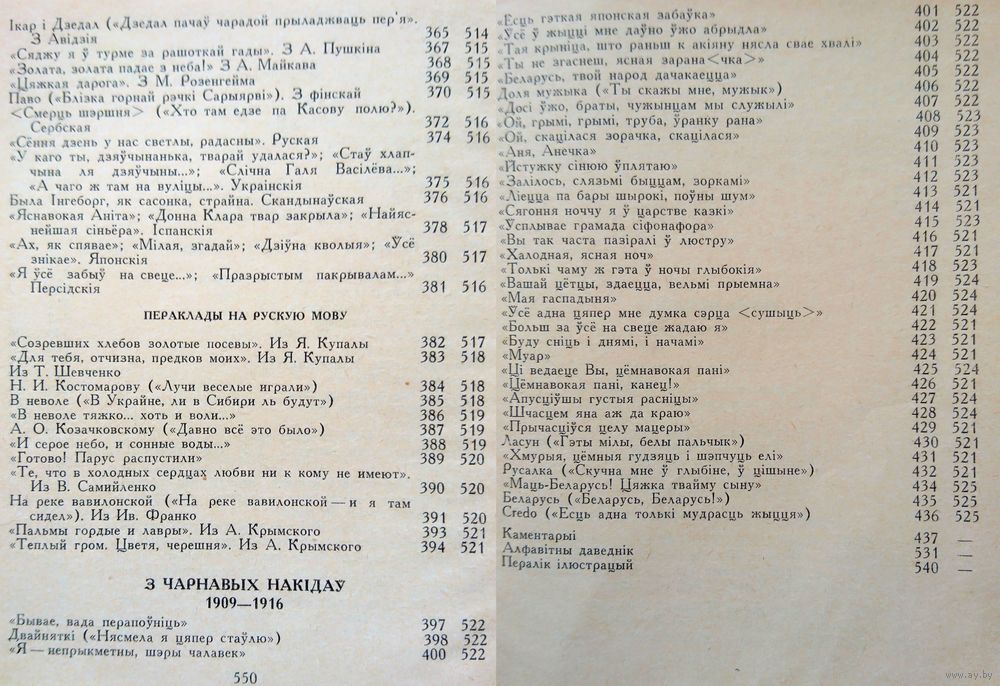 Ікар і Дзедал («Дзедал пачаў чарадой прыладжваць пер'я».
З Авідзія 365 514
«Сяджу я ў турме за рашоткай гады». З А. Пушкіна 367 515
«Золата, золата падае з неба!» З А. Майкава 368 515
«Цяжкая дарога». З М. Розенгейма 369 515
Паво («Блізка горнай рэчкі Сарыярві»). З фінскай 370 515
<Смерць шэршня> («Хто там едзе па Касову полю?»).
Сербская 372 516
«Сёння дзень у нас светлы, радасны». Руская 374 516
«У каго ты, дзяўчынанька, тварай удалася?»; «Стаў хлап-
чына ля дзяўчыны...»; «Слічна Галя Васілёва...»;
«А чаго ж там на вуліцы...». Украінскія 375 516
Была Інгеборг, як сасонка, страйна. Скандынаўская 376 516
«Яснавокая Аніта»; «Донна Клара твар закрыла»; «Найяс-
нейшая сіньёра». Іспанскія 378 517
«Ах, як спявае»; «Мілая, згадай»; «Дзіўна кволыя»; «Ўсё
знікае». Японскія 380 517
«Я ўсё забыў на свеце...»; «Празрыстым пакрывалам...»
Персідскія 381 516
ПЕРАКЛАДЫ НА РУСКУЮ МОВУ
«Созревших хлебов золотые посевы». Из Я. Купалы 382 517
«Для тебя, отчизна, предков моих». Из Я. Купалы 383 518
Из Т. Шевченко
Н. И. Костомарову («Лучи веселые играли») 384 518
В неволе («В Украйне, ли в Сибири ль будут») 385 518
«В неволе тяжко... хоть и воли...» 386 519
А. О. Козачковскому («Давно всё это было») 387 519
«И серое небо, и сонные воды...» 388 519
«Готово! Парус распустили» 389 520
«Те, что в холодных сердцах любви ни к кому не имеют».
Из В. Самийленко 390 520
На реке вавилонской («На реке вавилонской — и я там
сидел»). Из Ив. Франко 391 520
«Пальмы гордые и лавры». Из А. Крымского 393 521
«Теплый гром. Цветя, черешня». Из А. Крымского 394 521
З ЧАРНАВЫХ НАКІДАЎ
1909—1916
«Бывае, вада перапоўніць» 397 522
Двайняткі («Нясмела я цяпер стаўлю») 398 522
«Я — непрыкметны, шэры чалавек» 400 522
550
«Ёсць гэткая японская забаўка» 401 522
«Ўсё ў жыцці мне даўно ўжо абрыдла» 402 522
«Тая крыніца, што раньш к акіяну нясла свае хвалі» 403 522
«Ты не згаснеш, ясная зарана<чка>» 404 522
«Беларусь, твой народ дачакаецца» 405 522
Доля мужыка («Ты скажы мне, мужык») 406 522
«Досі ўжо, браты, чужынцам мы служылі» 407 522
«Ой, грымі, грымі, труба, ўранку рана» 408 523
«Ой, скацілася зорачка, скацілася» 409 523
«Аня, Анечка» 410 523
«Истужку сінюю ўплятаю» 411 523
«Залілось, слязьмі быццам, зоркамі» 412 523
«Ліецца па бары шырокі, поўны шум» 413 521
«Сягоння ноччу я ў царстве казкі» 414 521
«Ўсплывае грамада сіфонафора» 415 523
«Вы так часта пазіралі ў люстру» 416 521
«Халодная, ясная ноч» 417 521
«Толькі чаму ж гэта ў ночы глыбокія» 418 523
«Вашай цётцы, здаецца, вельмі прыемна» 419 524
«Мая гаспадыня» 420 524
«Ўсё адна цяпер мне думка сэрца <сушыць>» 421 524
«Больш за ўсё на свеце жадаю я» 422 521
«Буду сніць і днямі, і начамі» 423 521
«Муар» 424 521
«Ці ведаеце Вы, цёмнавокая пані» 425 524
«Цёмнавокая пані, канец!» 426 521
«Апусціўшы густыя расніцы» 427 524
«Шчасцем яна аж да краю» 428 524
«Прычасціўся целу мацеры» 429 521
Ласун («Гэты мілы, белы пальчык») 430 521
«Хмурыя, цёмныя гудзяць і шэпчуць елі» 431 521
Русалка («Скучна мне ў глыбіне, ў цішыне») 432 521
«Маць-Беларусь! Цяжка твайму сыну» 434 525
Беларусь («Беларусь, Беларусь!») 435 525
Credo («Ёсць адна толькі мудрасць жыцця») 436 525
Каментарыі 437 —
Алфавітны даведнік 531 —
Пералік ілюстрацый 540 —
www.ay.by